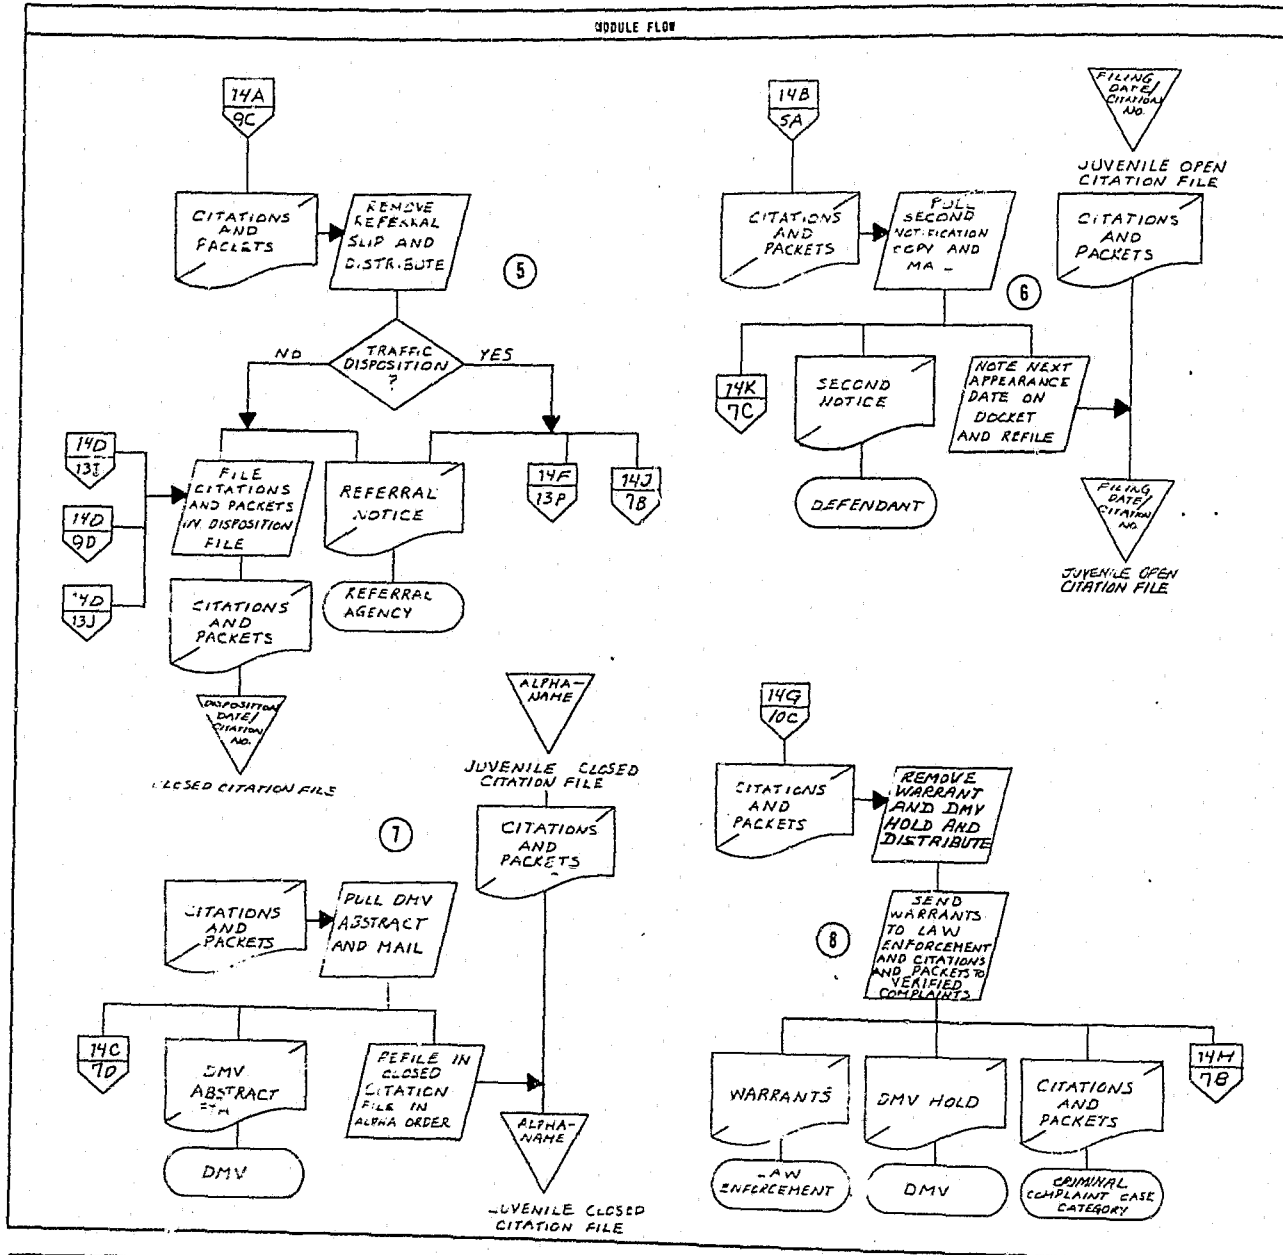 MODULE FLOW
14A
9C
CITATIONS
AND
PACKETS
REMOVE
REFERRAL
SLIP AND
DISTRIBUTE
5
TRAFFIC
DISPOSITION
?
NO
YES
14D
13I
14D
9D
14D
13J
FILE
CITATIONS
AND PACKETS
IN DISPOSITION
FILE
REFERRAL
NOTICE
14F
13P
14J
7B
CITATIONS
AND
PACKETS
REFERRAL
AGENCY
DISPOSITION
DATE/
CITATION
NO.
CLOSED CITATION FILE
14B
5A
CITATIONS
AND
PACKETS
PULL
SECOND
NOTIFICATION
COPY AND
6
FILING
DATE/
CITATION
NO.
JUVENILE OPEN
CITATION FILE
CITATIONS
AND
PACKETS
14K
7C
SECOND
NOTICE
NOTE NEXT
APPEARANCE
DATE ON
DOCKET
AND REFILE
DEFENDANT
FILING
DATE/
CITATION
NO.
JUVENILE OPEN
CITATION FILE
7
CITATIONS
AND
PACKETS
PULL DMV
ABSTRACT
AND MAIL
ALPHA-
NAME
JUVENILE CLOSED
CITATION FILE
CITATIONS
AND
PACKETS
14C
7D
DMV
ABSTRACT
REFILE IN
CLOSED
CITATION
FILE IN
ALPHA ORDER
DMV
ALPHA-
NAME
JUVENILE CLOSED
CITATION FILE
14G
10C
CITATIONS
AND
PACKETS
REMOVE
WARRANT
AND DMV
HOLD AND
DISTRIBUTE
8
SEND
WARRANTS
TO LAW
ENFORCEMENT
AND CITATIONS
AND PACKETS TO
VERIFIED
COMPLAINTS
WARRANTS
DMV HOLD
CITATIONS
AND
PACKETS
14H
7B
LAW
ENFORCEMENT
DMV
CRIMINAL
COMPLAINT CASE
CATEGORY